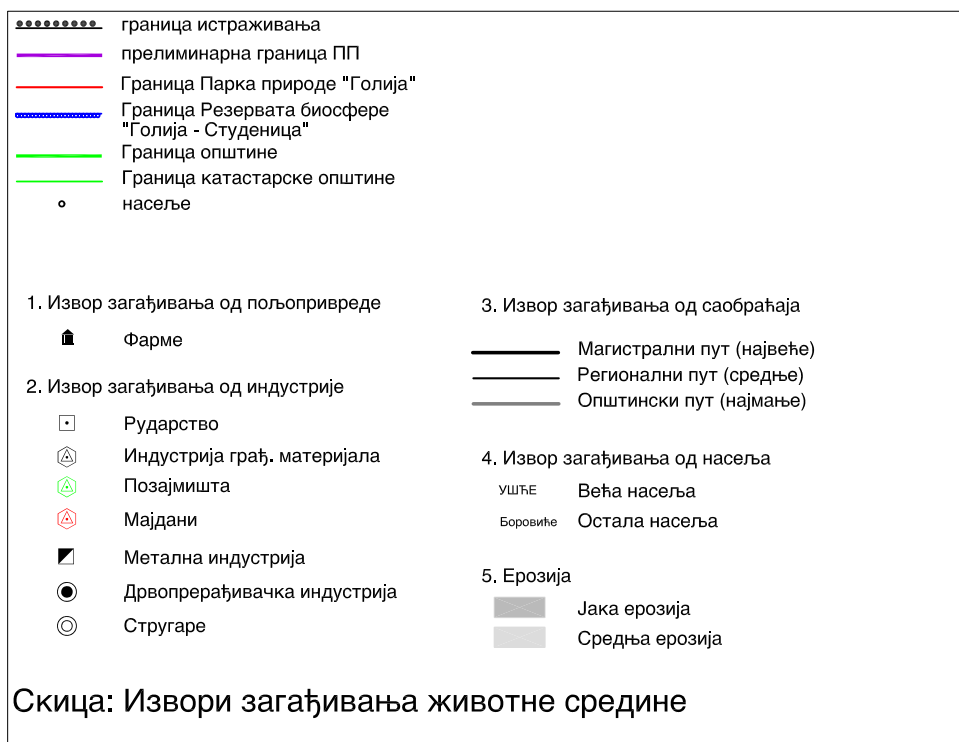 граница истраживања
прелиминарна граница ПП
Граница Парка природе "Голија"
Граница Резервата биосфере
"Голија - Студеница"
Граница општине
Граница катастарске општине
насеље
1. Извор загађивања од пољопривреде
Фарме
2. Извор загађивања од индустрије
Рударство
Индустрија грађ. материјала
Позајмишта
Мајдани
Метална индустрија
Дрвопрерађивачка индустрија
Стругаре
3. Извор загађивања од саобраћаја
Магистрални пут (највеће)
Регионални пут (средње)
Општински пут (најмање)
4. Извор загађивања од насеља
УШЋЕ Већа насеља
Боровиће Остала насеља
5. Ерозија
Јака ерозија
Средња ерозија
Скица: Извори загађивања животне средине